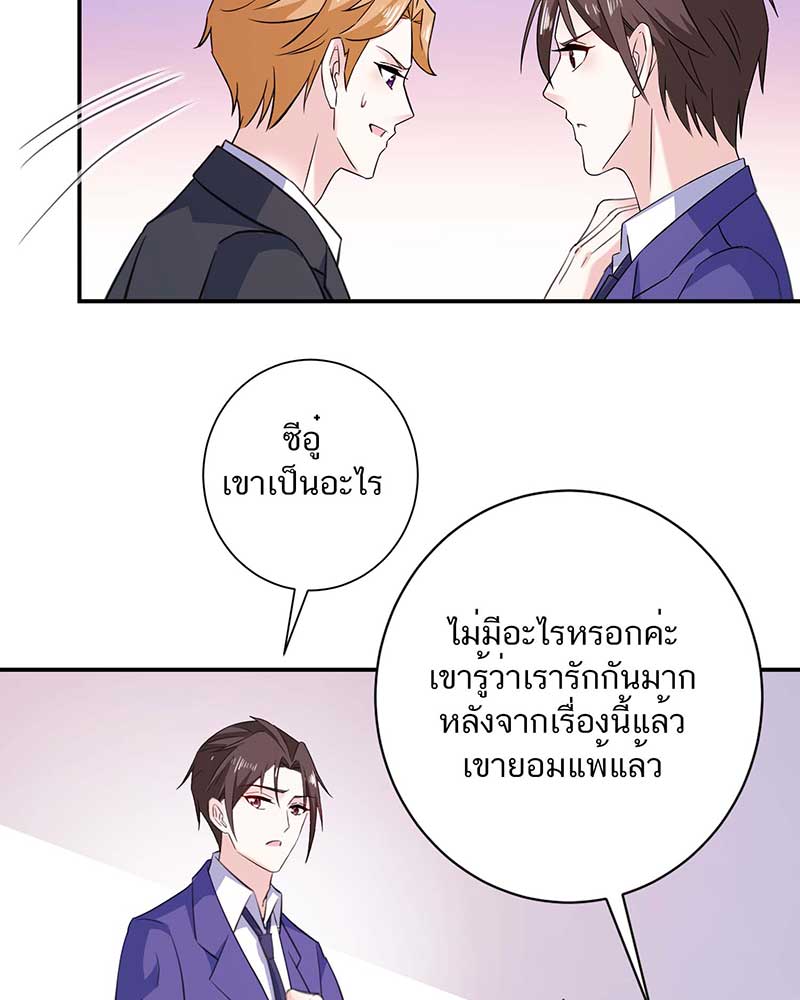 ซีอู๋
เขาเป็นอะไร
ไม่มีอะไรหรอกค่ะ
เขารู้ว่าเรารักกันมาก
หลังจากเรื่องนี้แล้ว
เขายอมแพ้แล้ว